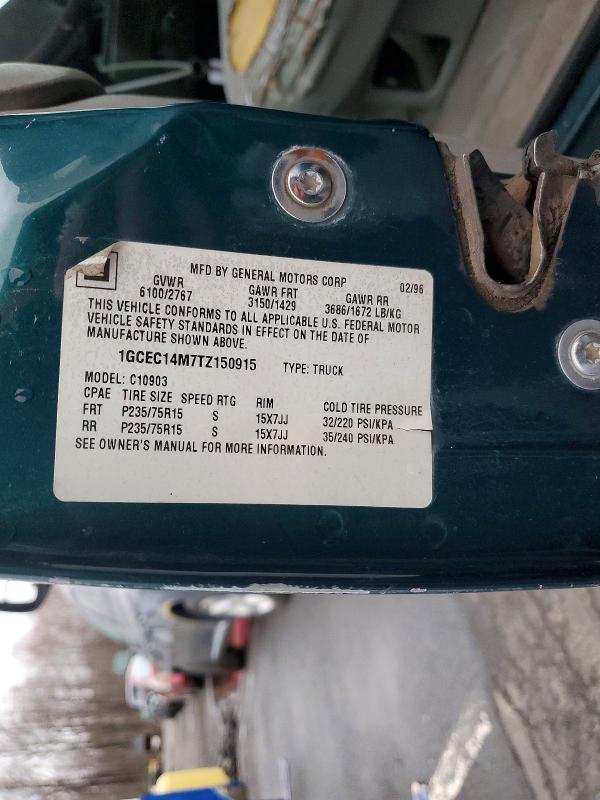 MFD BY GENERAL MOTORS CORP 02/96
GVWR GAWR FRT GAWR RR
6100/2767 3150/1429 3686/1672 LB/KG
THIS VEHICLE CONFORMS TO ALL APPLICABLE U.S. FEDERAL MOTOR
VEHICLE SAFETY STANDARDS IN EFFECT ON THE DATE OF
MANUFACTURE SHOWN ABOVE.
1GCEC14M7TZ150915 TYPE: TRUCK
MODEL: C10903
CPAE TIRE SIZE SPEED RTG RIM COLD TIRE PRESSURE
FRT P235/75R15 S 15X7JJ 32/220 PSI/KPA
RR P235/75R15 S 15X7JJ 35/240 PSI/KPA
SEE OWNER'S MANUAL FOR MORE INFORMATION.